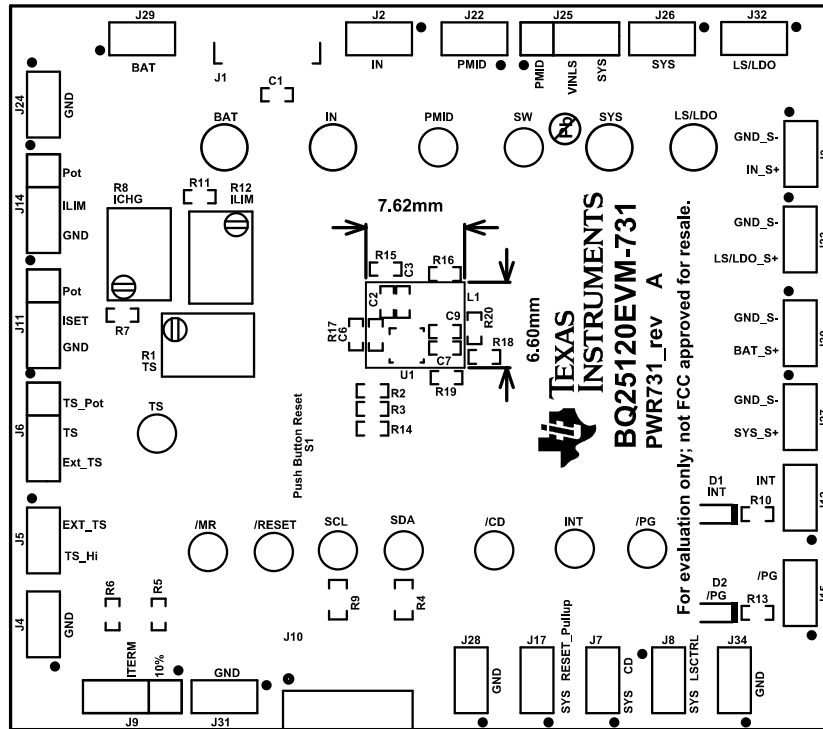 J29
J2
J22
J25
J26
J32
BAT
J1
IN
PMID
PMID
VINLS
SYS
SYS
LS/LDO
C1
J24
GND
BAT
IN
PMID
SW
Pb
SYS
LS/LDO
GND_S-
IN_S+
J14
Pot
ILIM
GND
R8
ICHG
R11
R12
ILIM
7.62mm
GND_S-
LS/LDO_S+
R15
C3
R16
J11
Pot
ISET
GND
R7
R1
TS
R17
C6
C2
L1
C9
R20
C7
R18
U1
R19
6.60mm
TEXAS
INSTRUMENTS
BQ25120EVM-731
PWR731_rev A
For evaluation only; not FCC approved for resale.
GND_S-
BAT_S+
J6
TS_Pot
TS
Ext_TS
TS
R2
R3
R14
Push Button Reset
S1
GND_S-
SYS_S+
D1
INT
INT
R10
J5
EXT_TS
TS_Hi
/MR
/RESET
SCL
SDA
/CD
INT
/PG
J4
GND
R6
R5
R9
R4
D2
/PG
/PG
R13
J10
ITERM
10%
J9
GND
J31
J28
GND
J17
SYS RESET_Pullup
J7
SYS CD
J8
SYS LSCTRL
J34
GND